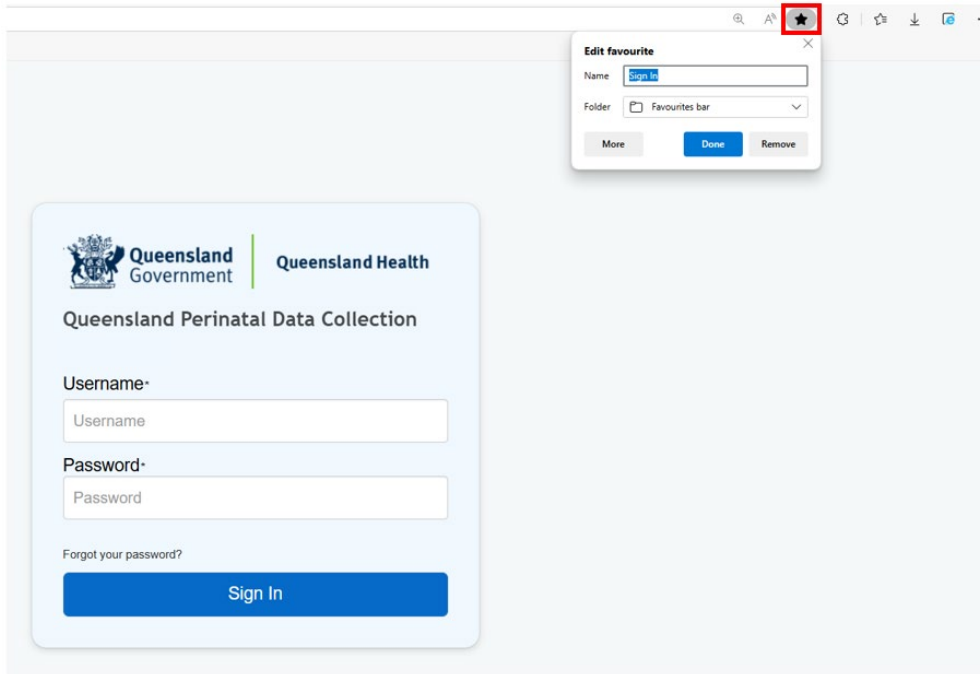 Edit favourite
Name Sign In
Folder Favourites bar
More Done Remove
Queensland
Government
Queensland Health
Queensland Perinatal Data Collection
Username*
Username
Password*
Password
Forgot your password?
Sign In